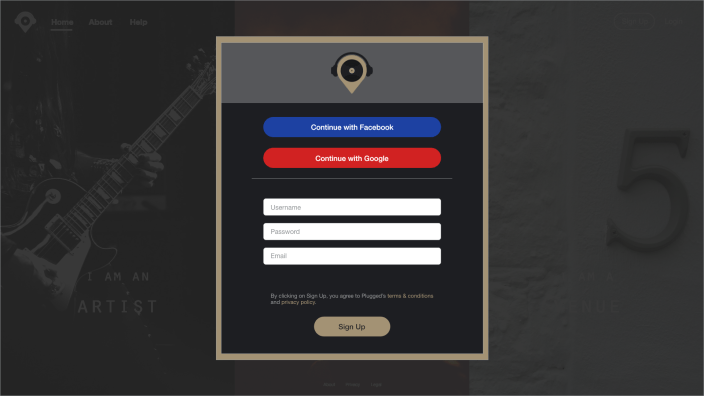 Home About Help
Continue with Facebook
Continue with Google
Username
Password
Email
By clicking on Sign Up, you agree to Plugged's terms & conditions
and privacy policy.
Sign Up
I AM AN
ARTIST
5